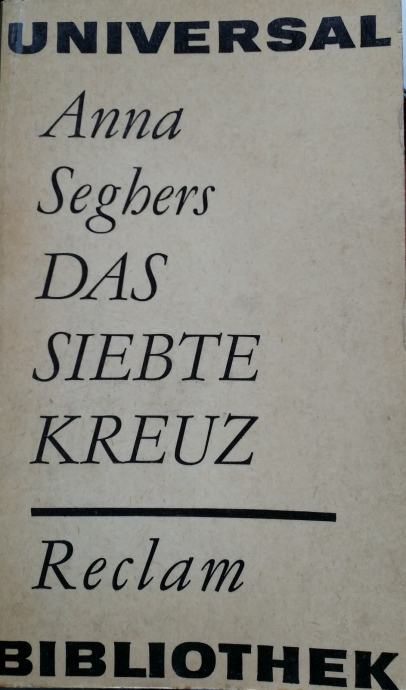 UNIVERSAL
Anna
Seghers
DAS
SIEBTE
KREUZ
Reclam
BIBLIOTHEK